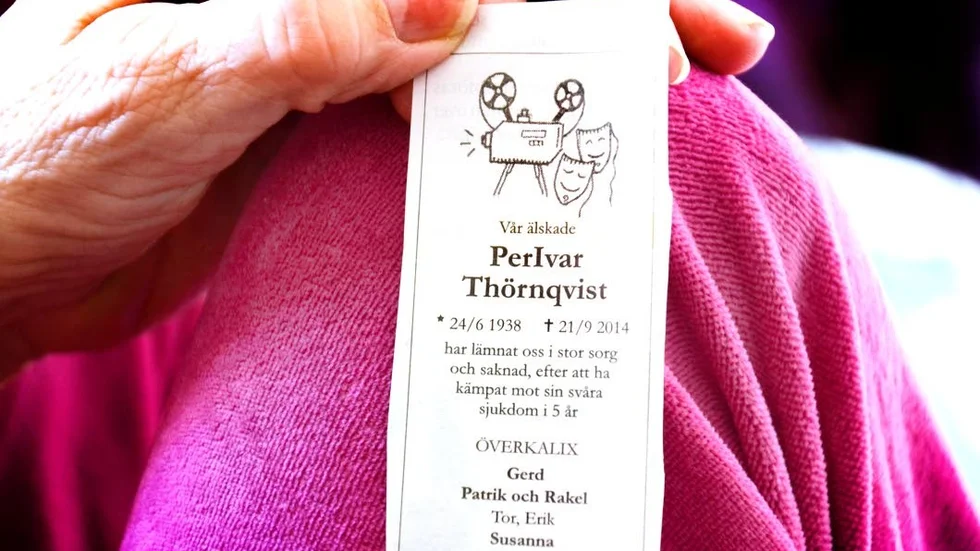 Vår älskade
PerIvar
Thörnqvist
* 24/6 1938 ✝ 21/9 2014
har lämnat oss i stor sorg
och saknad, efter att ha
kämpat mot sin svåra
sjukdom i 5 år
ÖVERKALIX
Gerd
Patrik och Rakel
Tor, Erik
Susanna